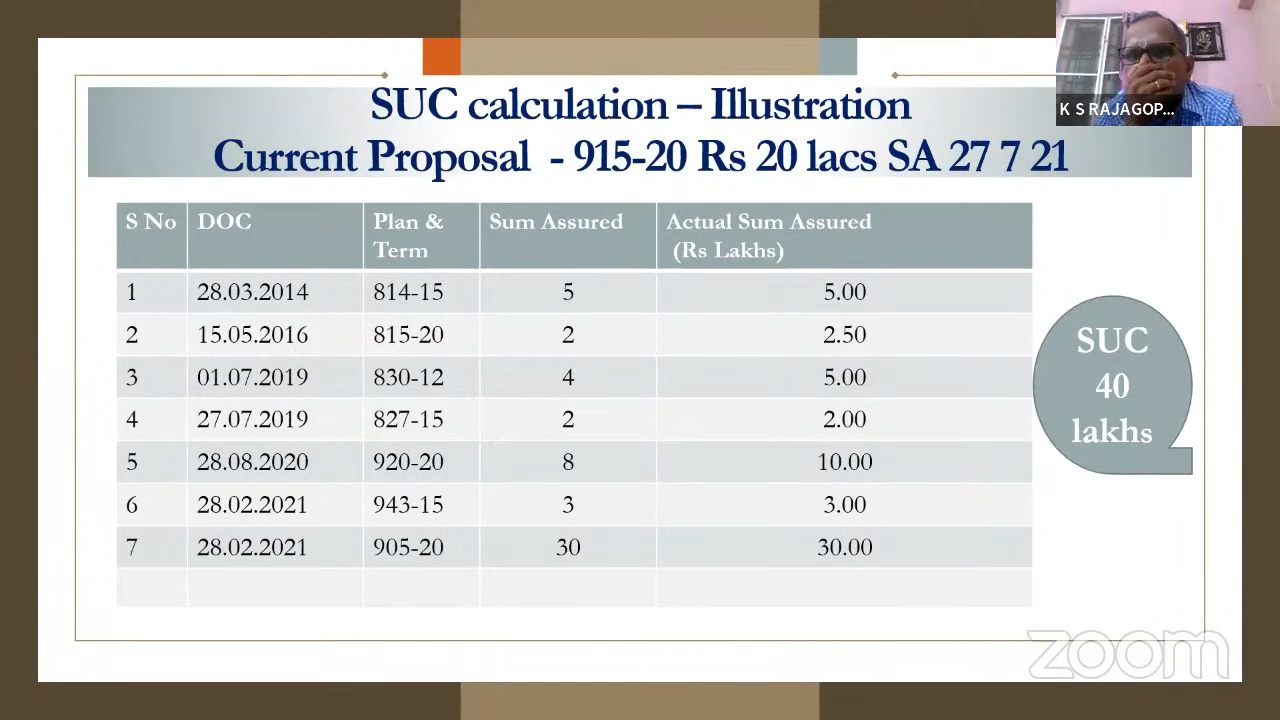 SUC calculation – Illustration
Current Proposal - 915-20 Rs 20 lacs SA 27 7 21
K S RAJAGOP...
S No DOC Plan & Term Sum Assured Actual Sum Assured (Rs Lakhs)
1 28.03.2014 814-15 5 5.00
2 15.05.2016 815-20 2 2.50
3 01.07.2019 830-12 4 5.00
4 27.07.2019 827-15 2 2.00
5 28.08.2020 920-20 8 10.00
6 28.02.2021 943-15 3 3.00
7 28.02.2021 905-20 30 30.00
SUC
40
lakhs
zoom